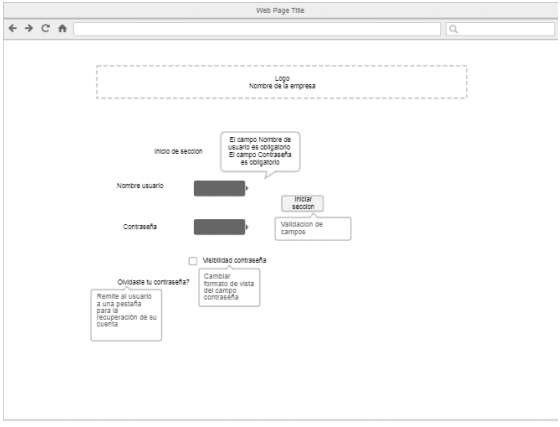 Web Page Title
Logo
Nombre de la empresa
Inicio de seccion
El campo Nombre de
usuario es obligatorio
El campo Contraseña
es obligatorio
Nombre usuario
Iniciar
seccion
Contraseña
Validacion de
campos
Visibilidad contraseña
Olvidaste tu contraseña?
Cambiar
formato de vista
del campo
contraseña
Remite al usuario
a una pestaña
para la
recuperación de su
cuenta